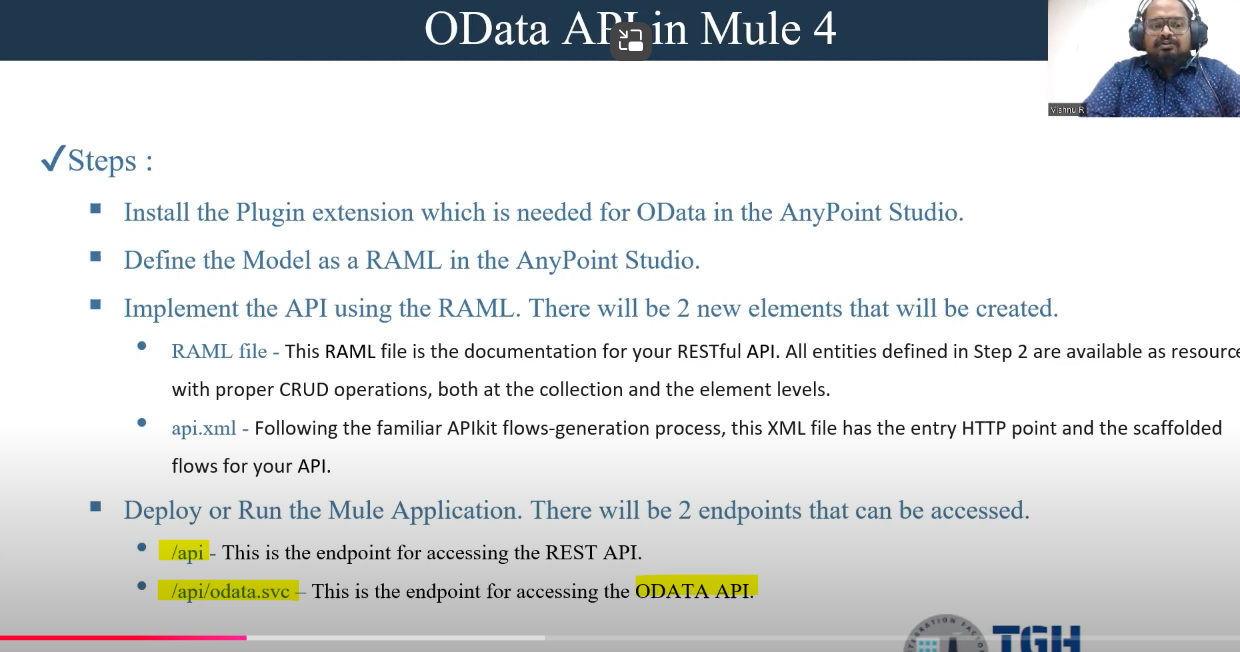 OData API in Mule 4
Vishnu R
✓Steps :
▪ Install the Plugin extension which is needed for OData in the AnyPoint Studio.
▪ Define the Model as a RAML in the AnyPoint Studio.
▪ Implement the API using the RAML. There will be 2 new elements that will be created.
• RAML file - This RAML file is the documentation for your RESTful API. All entities defined in Step 2 are available as resourc
with proper CRUD operations, both at the collection and the element levels.
• api.xml - Following the familiar APIkit flows-generation process, this XML file has the entry HTTP point and the scaffolded
flows for your API.
▪ Deploy or Run the Mule Application. There will be 2 endpoints that can be accessed.
• /api - This is the endpoint for accessing the REST API.
• /api/odata.svc – This is the endpoint for accessing the ODATA API.
TGH